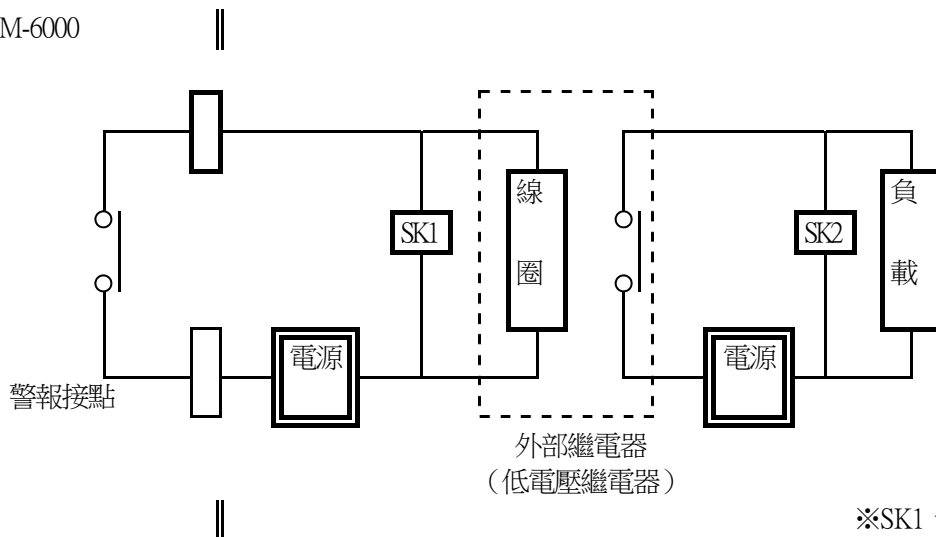 M-6000
SK1
線
圈
SK2
負
載
電源
電源
警報接點
外部繼電器
（低電壓繼電器）
※SK1